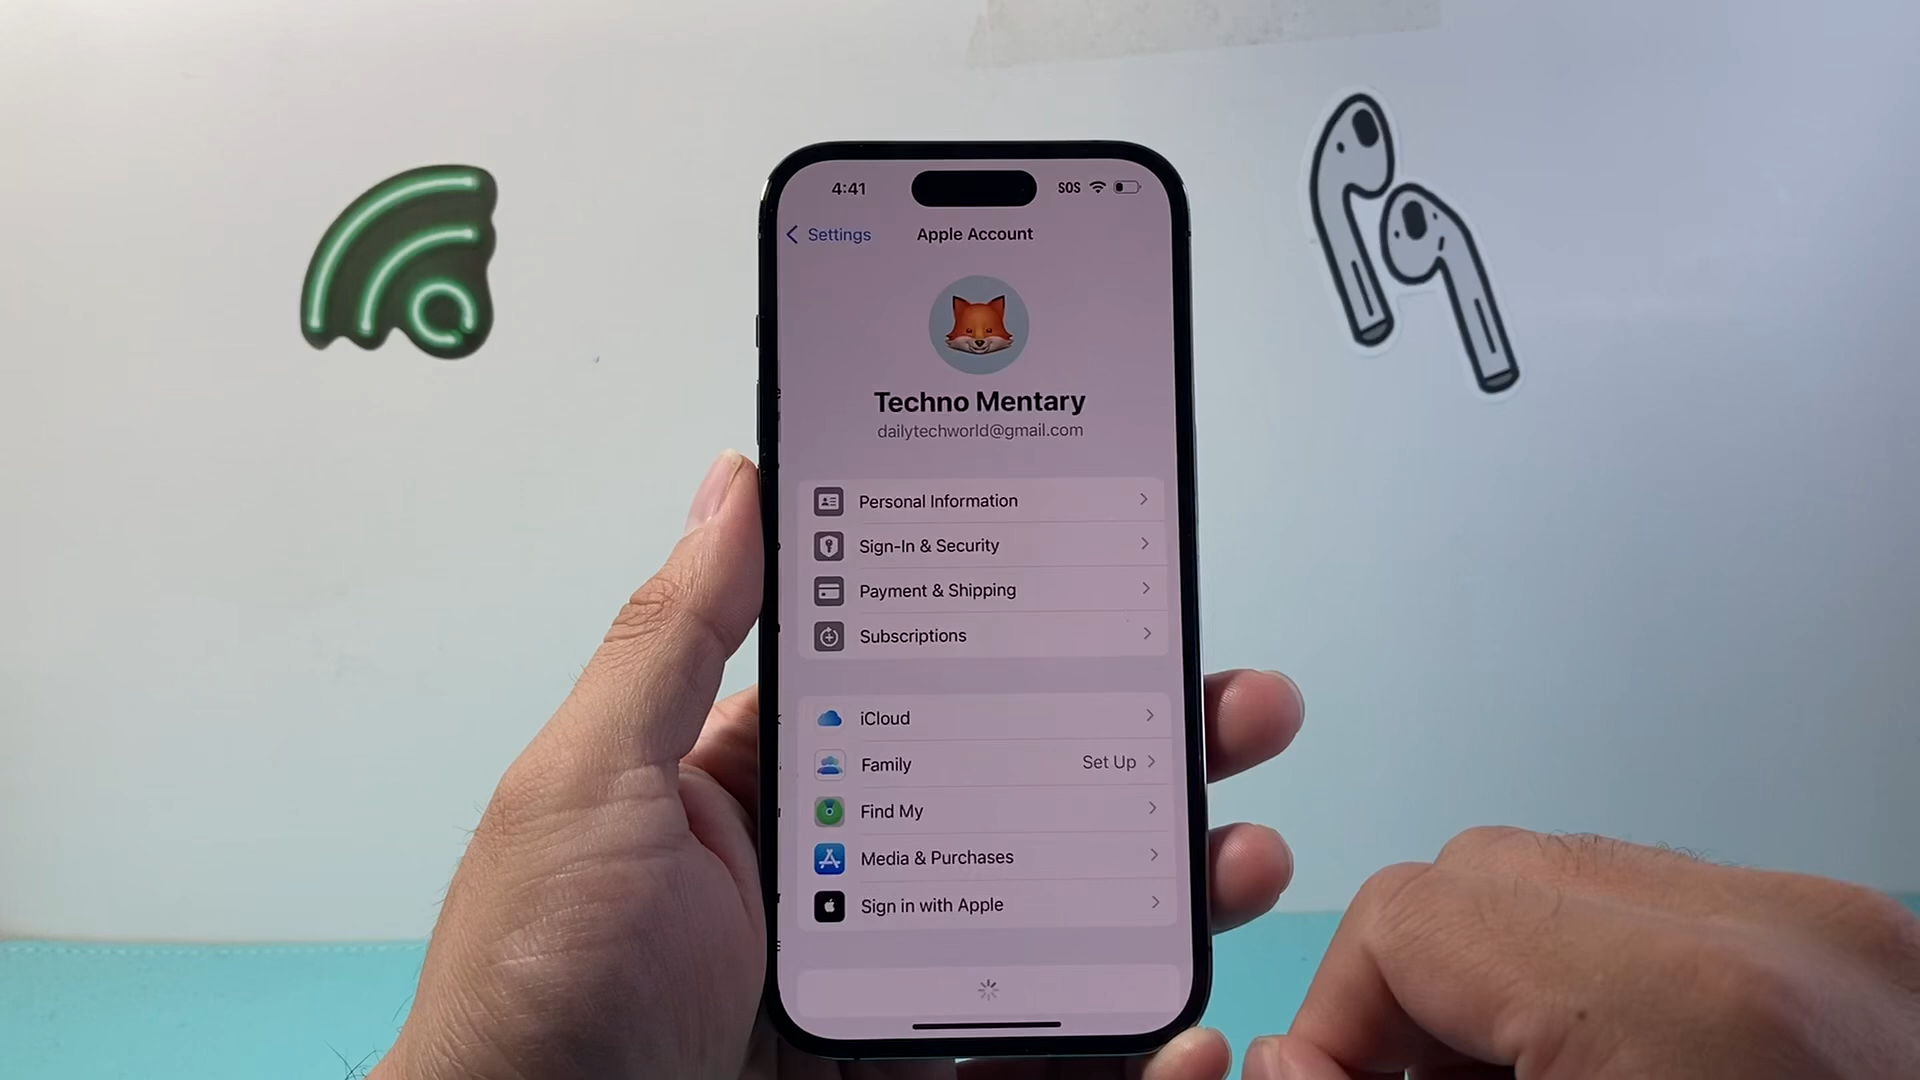 4:41 SOS
Settings Apple Account
Techno Mentary
dailytechworld@gmail.com
Personal Information
Sign-In & Security
Payment & Shipping
Subscriptions
iCloud
Family Set Up
Find My
Media & Purchases
Sign in with Apple